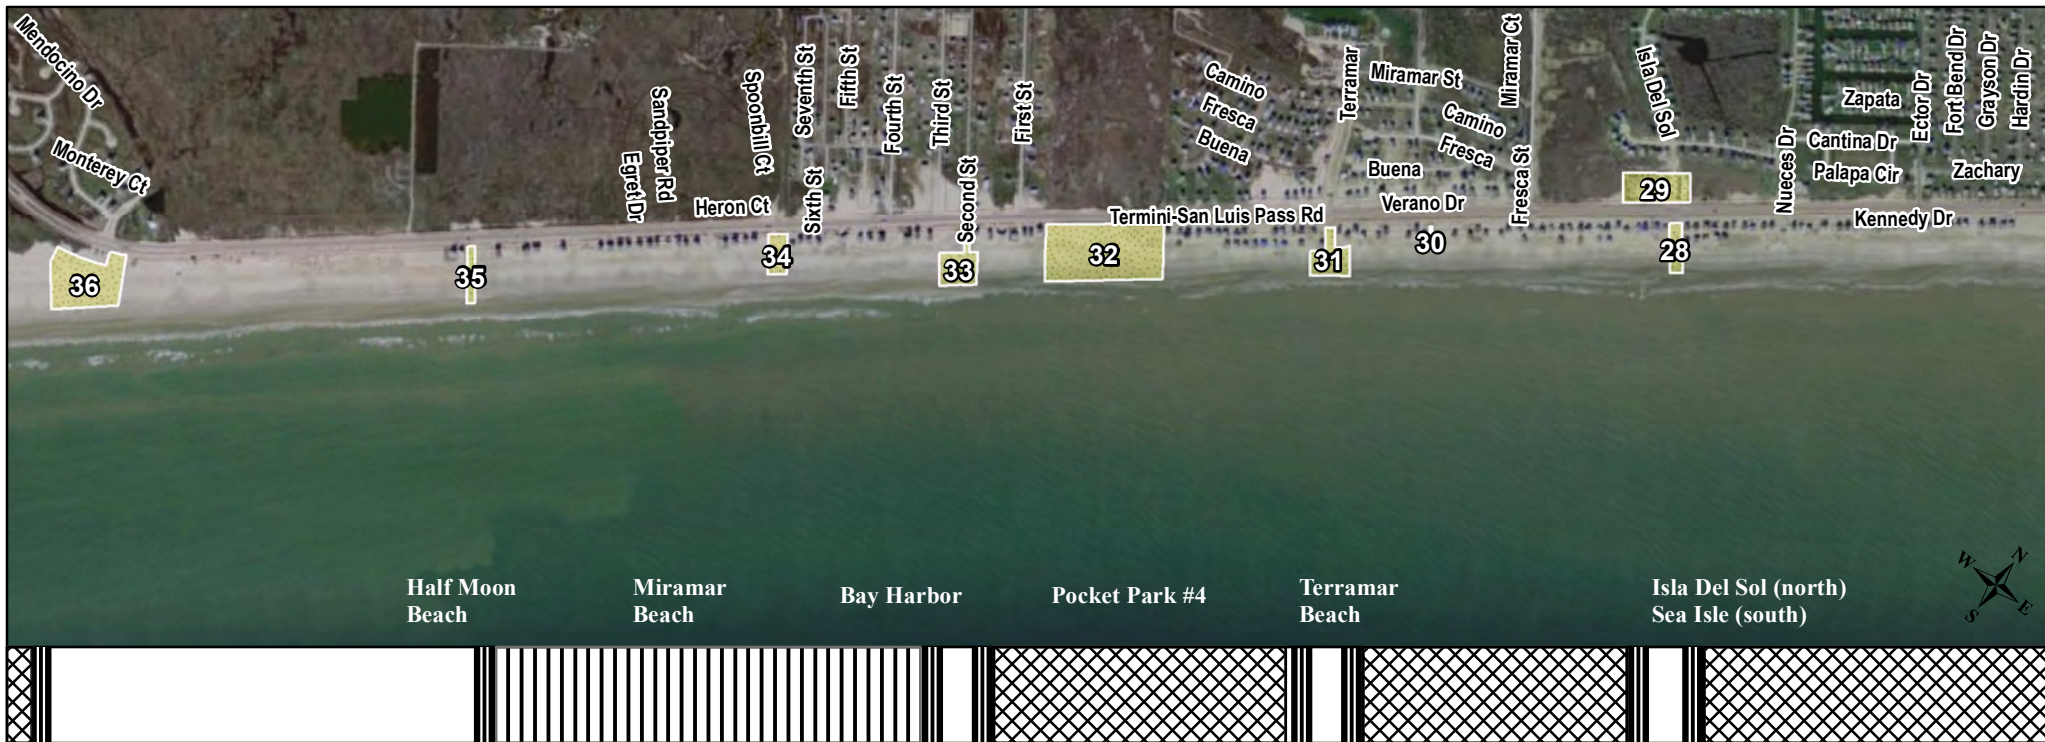 Mendocino Dr
Monterey Ct
Egret Dr
Sandpiper Rd
Heron Ct
Spoonbill Ct
Seventh St
Sixth St
Fifth St
Fourth St
Third St
Second St
First St
Camino
Fresca
Buena
Termini-San Luis Pass Rd
Terramar
Miramar St
Miramar Ct
Camino
Fresca
Buena
Verano Dr
Fresca St
Isla Del Sol
Nueces Dr
Zapata
Cantina Dr
Palapa Cir
Ector Dr
Fort Bend Dr
Grayson Dr
Hardin Dr
Zachary
Kennedy Dr
36
35
34
33
32
31
30
29
28
Half Moon
Beach
Miramar
Beach
Bay Harbor
Pocket Park #4
Terramar
Beach
Isla Del Sol (north)
Sea Isle (south)
N
W
E
S